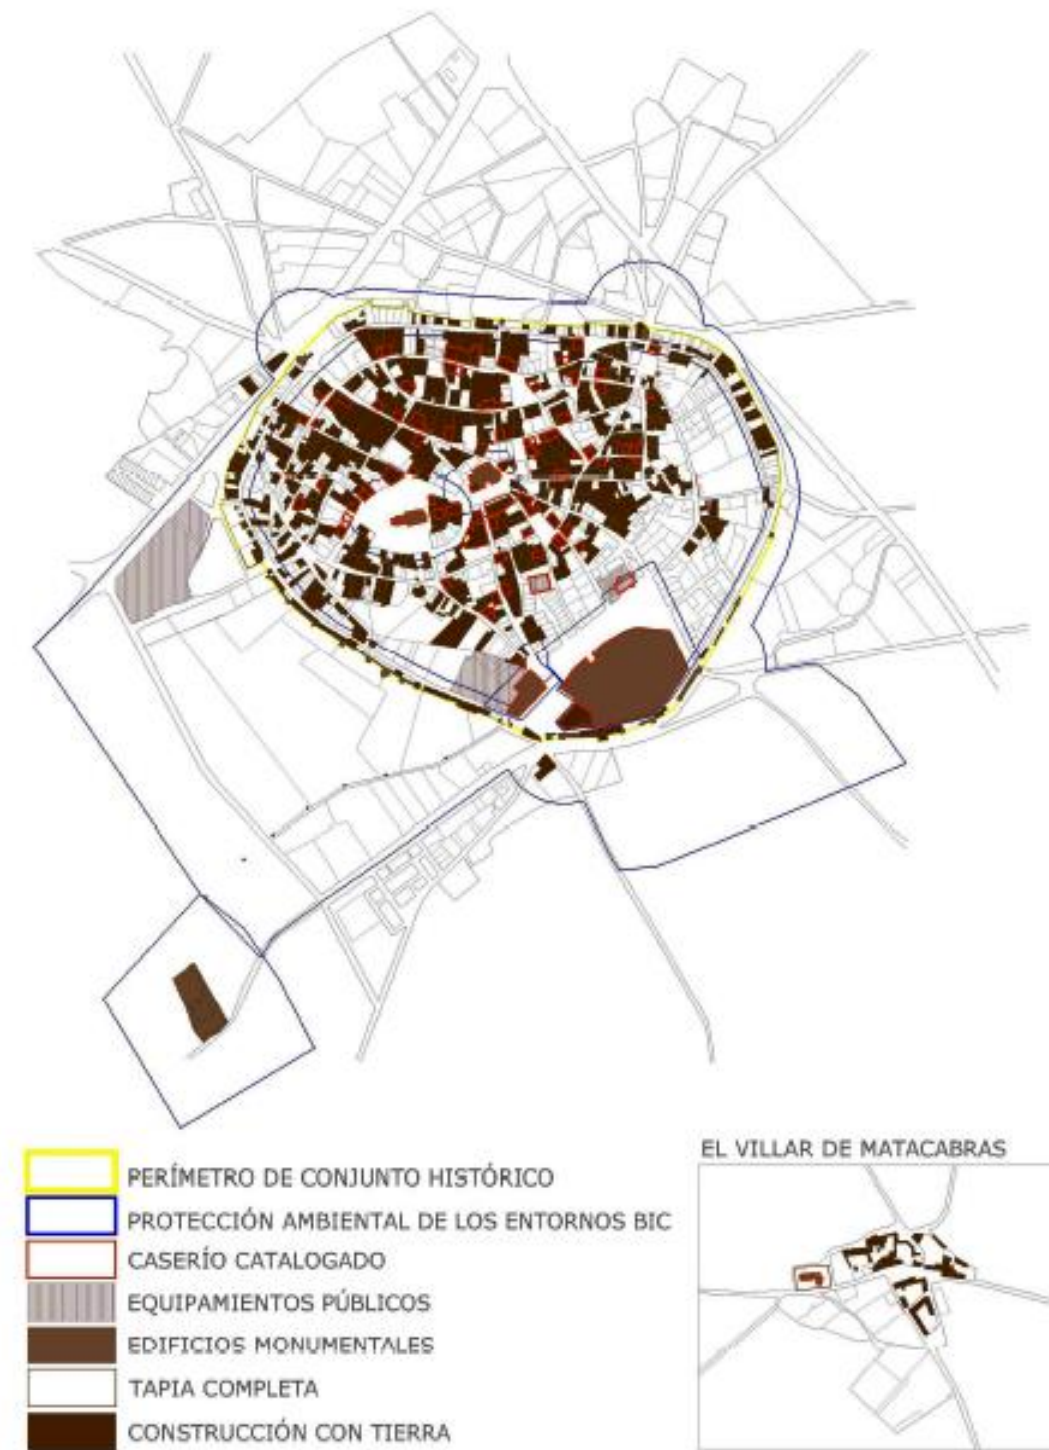 EL VILLAR DE MATACABRAS
PERÍMETRO DE CONJUNTO HISTÓRICO
PROTECCIÓN AMBIENTAL DE LOS ENTORNOS BIC
CASERÍO CATALOGADO
EQUIPAMIENTOS PÚBLICOS
EDIFICIOS MONUMENTALES
TAPIA COMPLETA
CONSTRUCCIÓN CON TIERRA